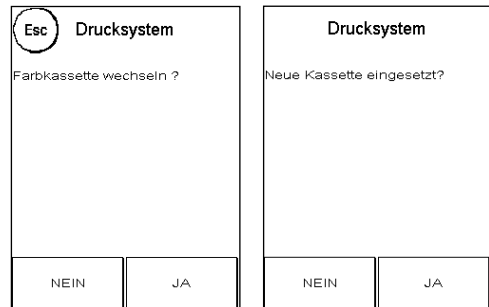 Esc Drucksystem
Farbkassette wechseln ?
NEIN JA
Drucksystem
Neue Kassette eingesetzt?
NEIN JA